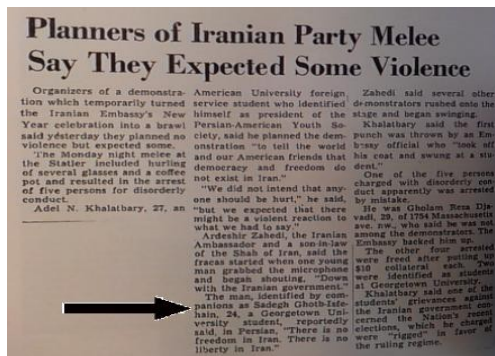 Planners of Iranian Party Melee
Say They Expected Some Violence
Organizers of a demonstra-
tion which temporarily turned
the Iranian Embassy's New
Year celebration into a brawl
said yesterday they planned no
violence but expected some.
The Monday night melee at
the Statler included hurling
of several glasses and a coffee
pot and resulted in the arrest
of five persons for disorderly
conduct.
Adel N. Khalatbary, 27, an
American University foreign
service student who identified
himself as president of the
Persian-American Youth So-
ciety, said he planned the dem-
onstration "to tell the world
and our American friends that
democracy and freedom do
not exist in Iran."
"We did not intend that any-
one should be hurt," he said,
"but we expected that there
might be a violent reaction to
what we had to say."
Ardeshir Zahedi, the Iranian
Ambassador and a son-in-law
of the Shah of Iran, said the
fracas started when one young
man grabbed the microphone
and began shouting, "Down
with the Iranian government."
The man, identified by com-
panions as Sadegh Ghotb-Isfe-
hain, 24, a Georgetown Uni-
versity student, reportedly
said, in Persian, "There is no
freedom in Iran. There is no
liberty in Iran."
Zahedi said several other
demonstrators rushed onto the
stage and began swinging.
Khalatbary said the first
punch was thrown by an Em-
bassy official who "took off
his coat and swung at a stu-
dent."
One of the five persons
charged with disorderly con-
duct apparently was arrested
by mistake.
He was Gholam Reza Dja-
vadi, 29, of 1754 Massachusetts
ave. nw., who said he was not
among the demonstrators. The
Embassy backed him up.
The other four arrested
were freed after putting up
$10 collateral each. Two
were identified as students
at Georgetown University.
Khalatbary said one of the
students' grievances against
the Iranian government con-
cerned the Nation's recent
elections, which he charged
were "rigged" in favor of
the ruling regime.